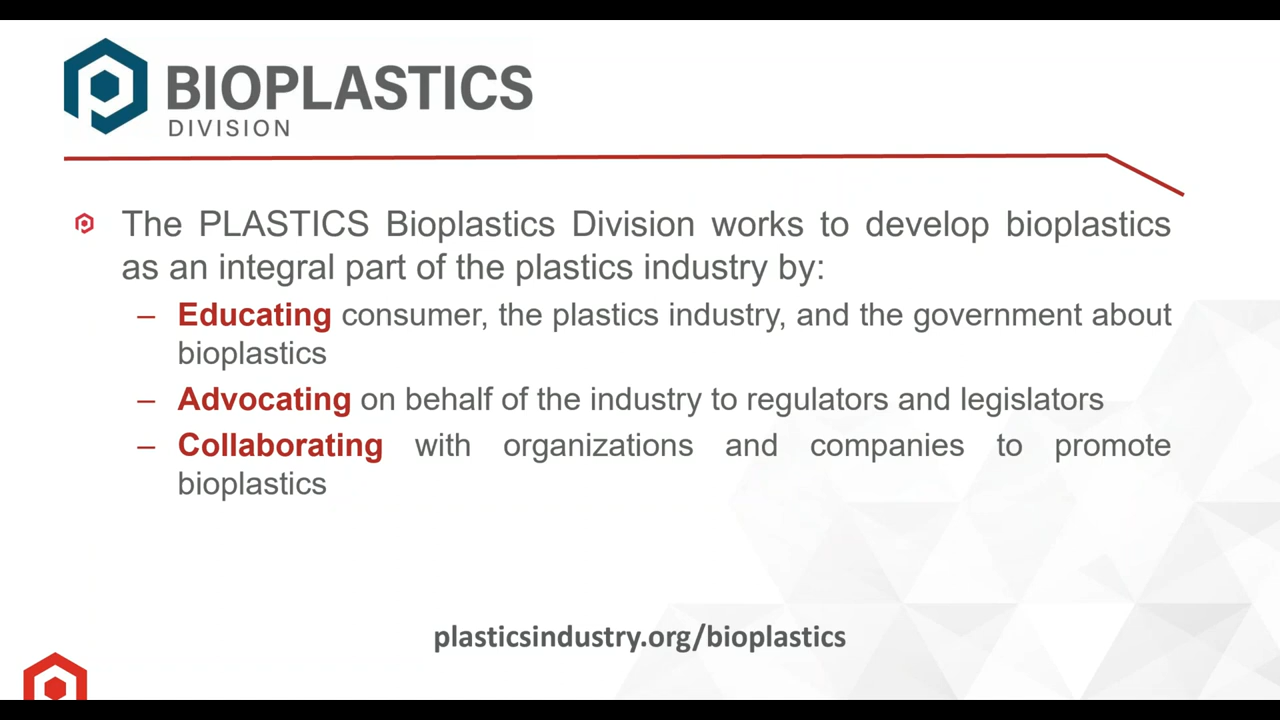 BIOPLASTICS
DIVISION
The PLASTICS Bioplastics Division works to develop bioplastics
as an integral part of the plastics industry by:
– Educating consumer, the plastics industry, and the government about
bioplastics
– Advocating on behalf of the industry to regulators and legislators
– Collaborating with organizations and companies to promote
bioplastics
plasticsindustry.org/bioplastics